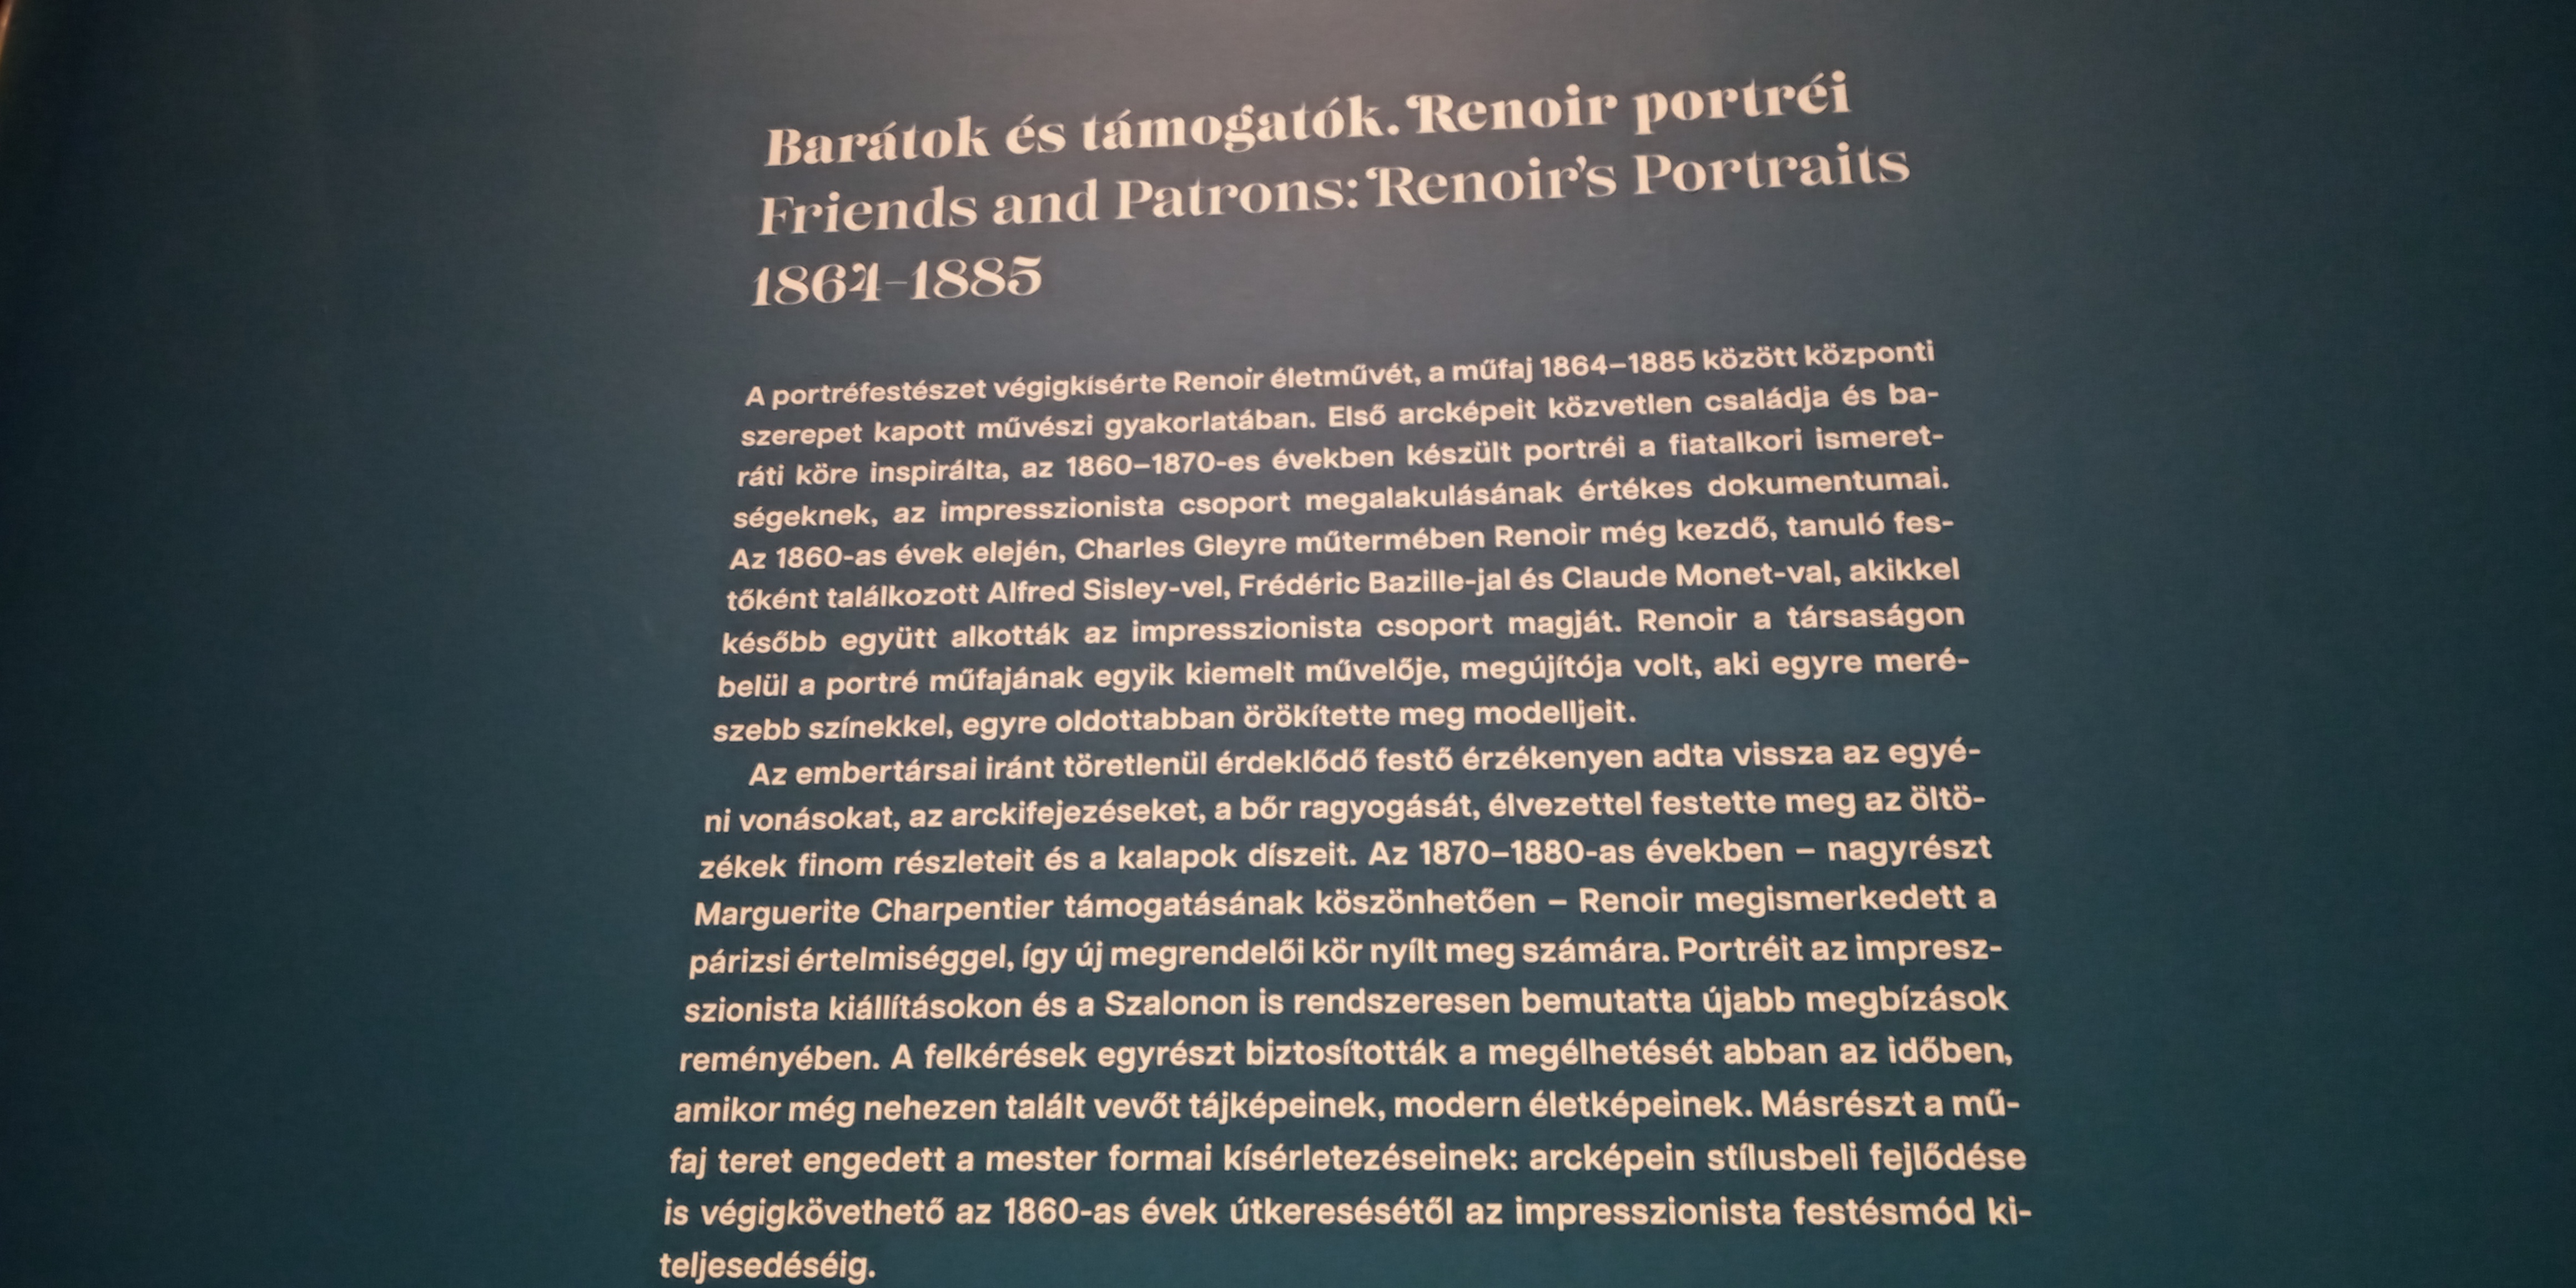 Barátok és támogatók. Renoir portréi
Friends and Patrons: Renoir's Portraits
1864–1885
A portréfestészet végigkísérte Renoir életművét, a műfaj 1864–1885 között központi
szerepet kapott művészi gyakorlatában. Első arcképeit közvetlen családja és ba-
ráti köre inspirálta, az 1860–1870-es években készült portréi a fiatalkori ismeret-
ségeknek, az impresszionista csoport megalakulásának értékes dokumentumai.
Az 1860-as évek elején, Charles Gleyre műtermében Renoir még kezdő, tanuló fes-
tőként találkozott Alfred Sisley-vel, Frédéric Bazille-jal és Claude Monet-val, akikkel
később együtt alkották az impresszionista csoport magját. Renoir a társaságon
belül a portré műfajának egyik kiemelt művelője, megújítója volt, aki egyre meré-
szebb színekkel, egyre oldottabban örökítette meg modelljeit.
Az embertársai iránt töretlenül érdeklődő festő érzékenyen adta vissza az egyé-
ni vonásokat, az arckifejezéseket, a bőr ragyogását, élvezettel festette meg az öltö-
zékek finom részleteit és a kalapok díszeit. Az 1870–1880-as években – nagyrészt
Marguerite Charpentier támogatásának köszönhetően – Renoir megismerkedett a
párizsi értelmiséggel, így új megrendelői kör nyílt meg számára. Portréit az impresz-
szionista kiállításokon és a Szalonon is rendszeresen bemutatta újabb megbízások
reményében. A felkérések egyrészt biztosították a megélhetését abban az időben,
amikor még nehezen talált vevőt tájképeinek, modern életképeinek. Másrészt a mű-
faj teret engedett a mester formai kísérletezéseinek: arcképein stílusbeli fejlődése
is végigkövethető az 1860-as évek útkeresésétől az impresszionista festésmód ki-
teljesedéséig.